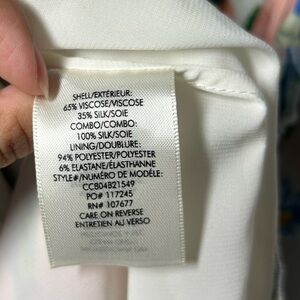 SHELL/EXTÉRIEUR:
65% VISCOSE/VISCOSE
35% SILK/SOIE
COMBO/COMBO:
100% SILK/SOIE
LINING/DOUBLURE:
94% POLYESTER/POLYESTER
6% ELASTANE/ÉLASTHANNE
STYLE#/NUMÉRO DE MODÈLE:
CCB04B21549
PO# 117245
RN# 107677
CARE ON REVERSE
ENTRETIEN AU VERSO